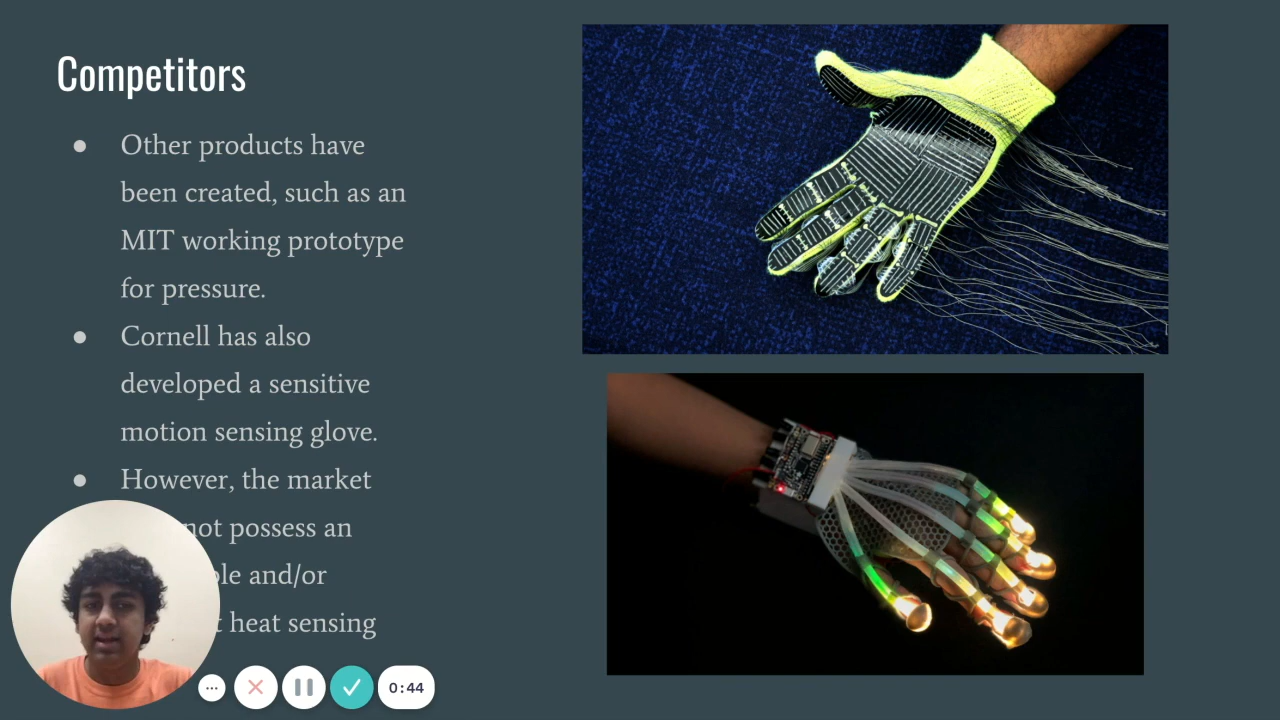 Competitors
● Other products have
been created, such as an
MIT working prototype
for pressure.
● Cornell has also
developed a sensitive
motion sensing glove.
● However, the market
not possess an
and/or
heat sensing
0:44